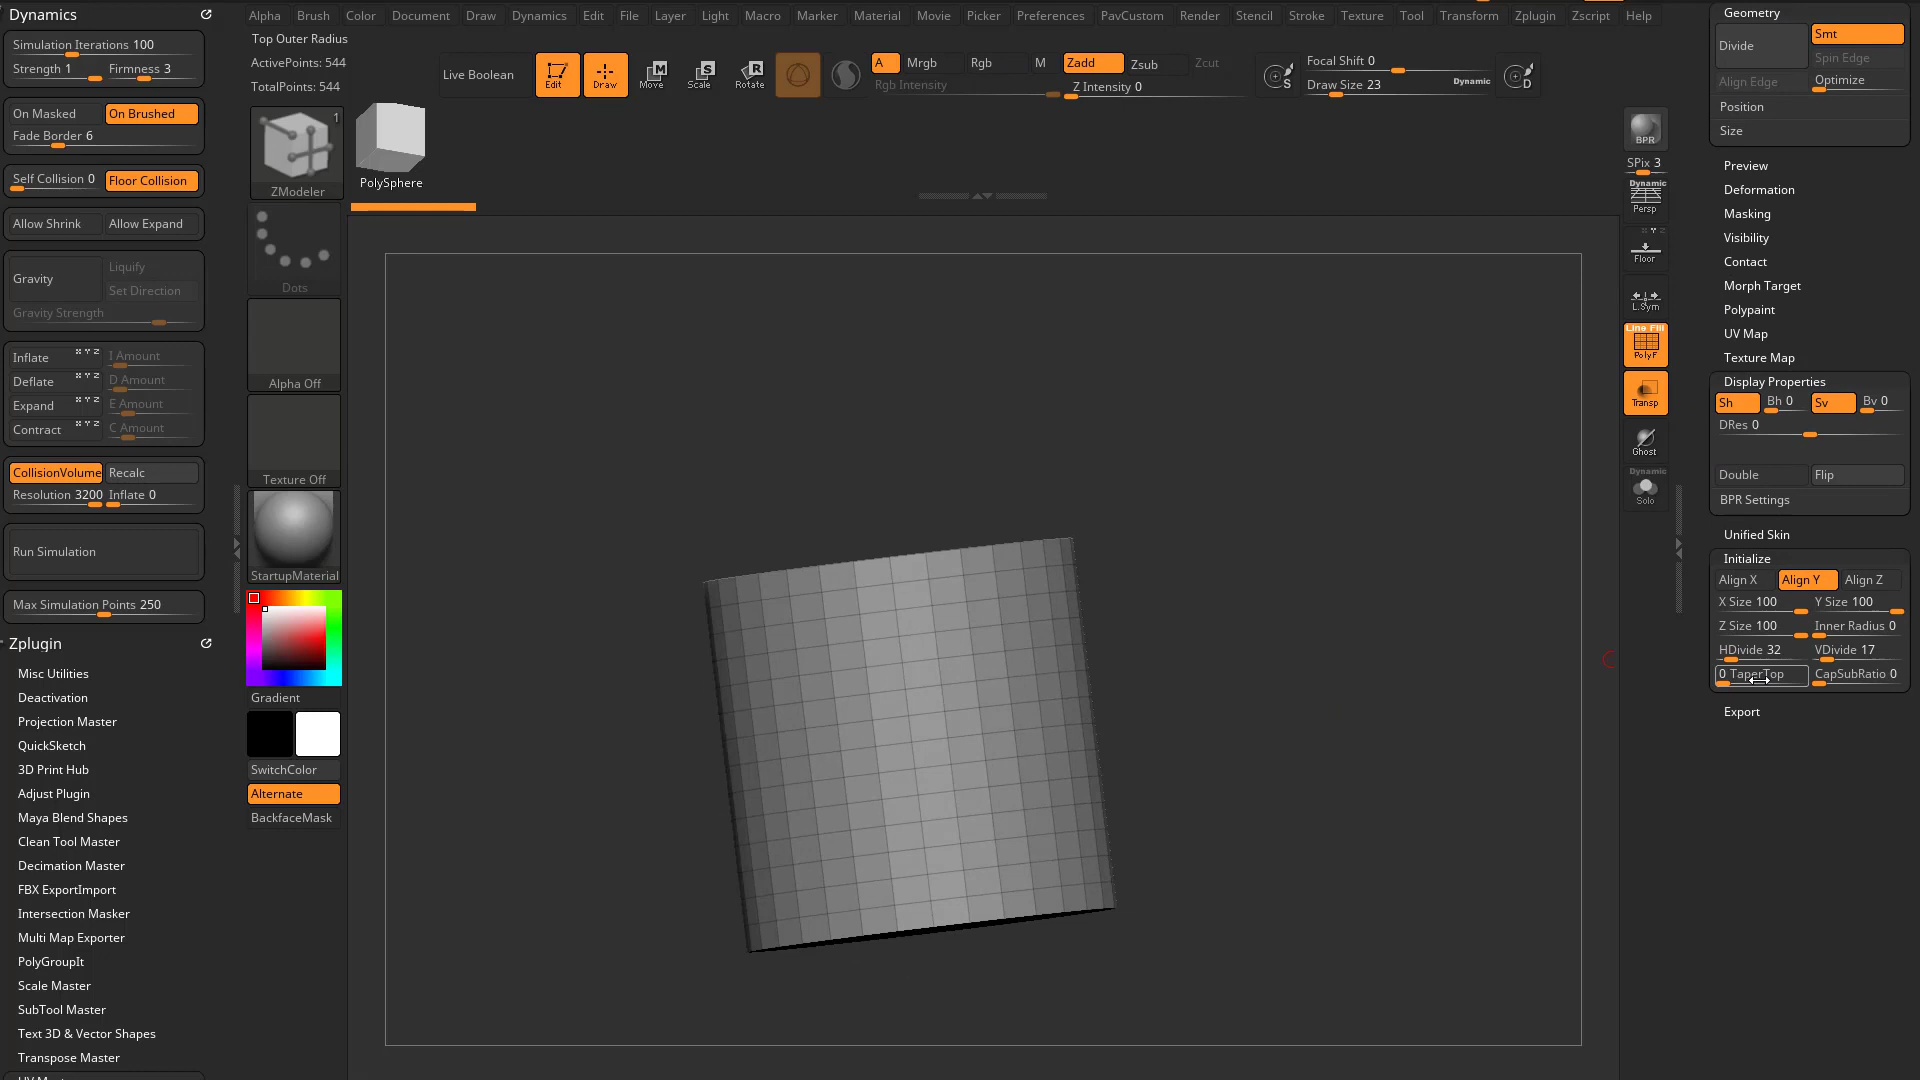 Dynamics
Simulation Iterations 100
Strength 1 Firmness 3
On Masked On Brushed
Fade Border 6
Self Collision 0 Floor Collision
Allow Shrink Allow Expand
Gravity
Liquify
Set Direction
Gravity Strength
Inflate X Y Z I Amount
Deflate X Y Z D Amount
Expand X Y Z E Amount
Contract X Y Z C Amount
CollisionVolume Recalc
Resolution 3200 Inflate 0
Run Simulation
Max Simulation Points 250
Zplugin
Misc Utilities
Deactivation
Projection Master
QuickSketch
3D Print Hub
Adjust Plugin
Maya Blend Shapes
Clean Tool Master
Decimation Master
FBX ExportImport
Intersection Masker
Multi Map Exporter
PolyGroupIt
Scale Master
SubTool Master
Text 3D & Vector Shapes
Transpose Master
Alpha Brush Color Document Draw Dynamics Edit File Layer Light Macro Marker Material Movie Picker Preferences PavCustom Render Stencil Stroke Texture Tool Transform Zplugin Zscript Help
Top Outer Radius
ActivePoints: 544
TotalPoints: 544
Live Boolean
Edit Draw Move Scale Rotate
A Mrgb Rgb M Zadd Zsub Zcut
Rgb Intensity Z Intensity 0
S
Focal Shift 0
Draw Size 23 Dynamic
D
1
ZModeler
PolySphere
Dots
Alpha Off
Texture Off
StartupMaterial
Gradient
SwitchColor
Alternate
BackfaceMask
BPR
SPix 3
Dynamic
Persp
X Y Z
Floor
L.Sym
Line Fill
PolyF
Transp
Ghost
Dynamic
Solo
Geometry
Divide
Smt
Spin Edge
Align Edge Optimize
Position
Size
Preview
Deformation
Masking
Visibility
Contact
Morph Target
Polypaint
UV Map
Texture Map
Display Properties
Sh Bh 0 Sv Bv 0
DRes 0
Double Flip
BPR Settings
Unified Skin
Initialize
Align X Align Y Align Z
X Size 100 Y Size 100
Z Size 100 Inner Radius 0
HDivide 32 VDivide 17
0 TaperTop CapSubRatio 0
Export